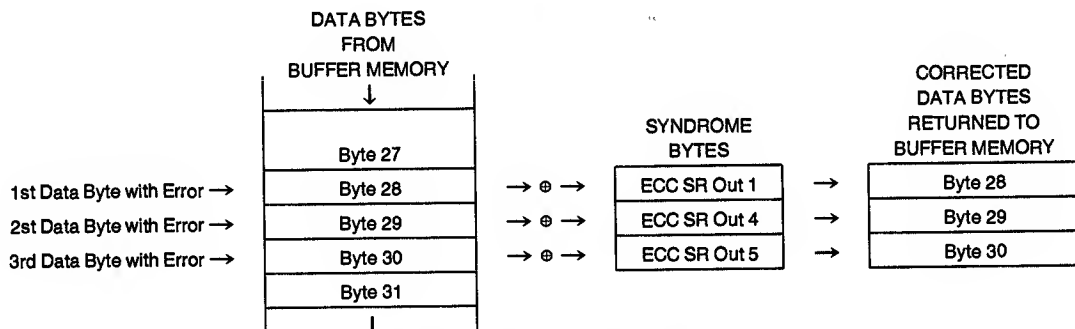 DATA BYTES
FROM
BUFFER MEMORY
↓
Byte 27
1st Data Byte with Error →
Byte 28
2st Data Byte with Error →
Byte 29
3rd Data Byte with Error →
Byte 30
Byte 31
→ ⊕ →
→ ⊕ →
→ ⊕ →
SYNDROME
BYTES
ECC SR Out 1
ECC SR Out 4
ECC SR Out 5
→
→
→
CORRECTED
DATA BYTES
RETURNED TO
BUFFER MEMORY
Byte 28
Byte 29
Byte 30